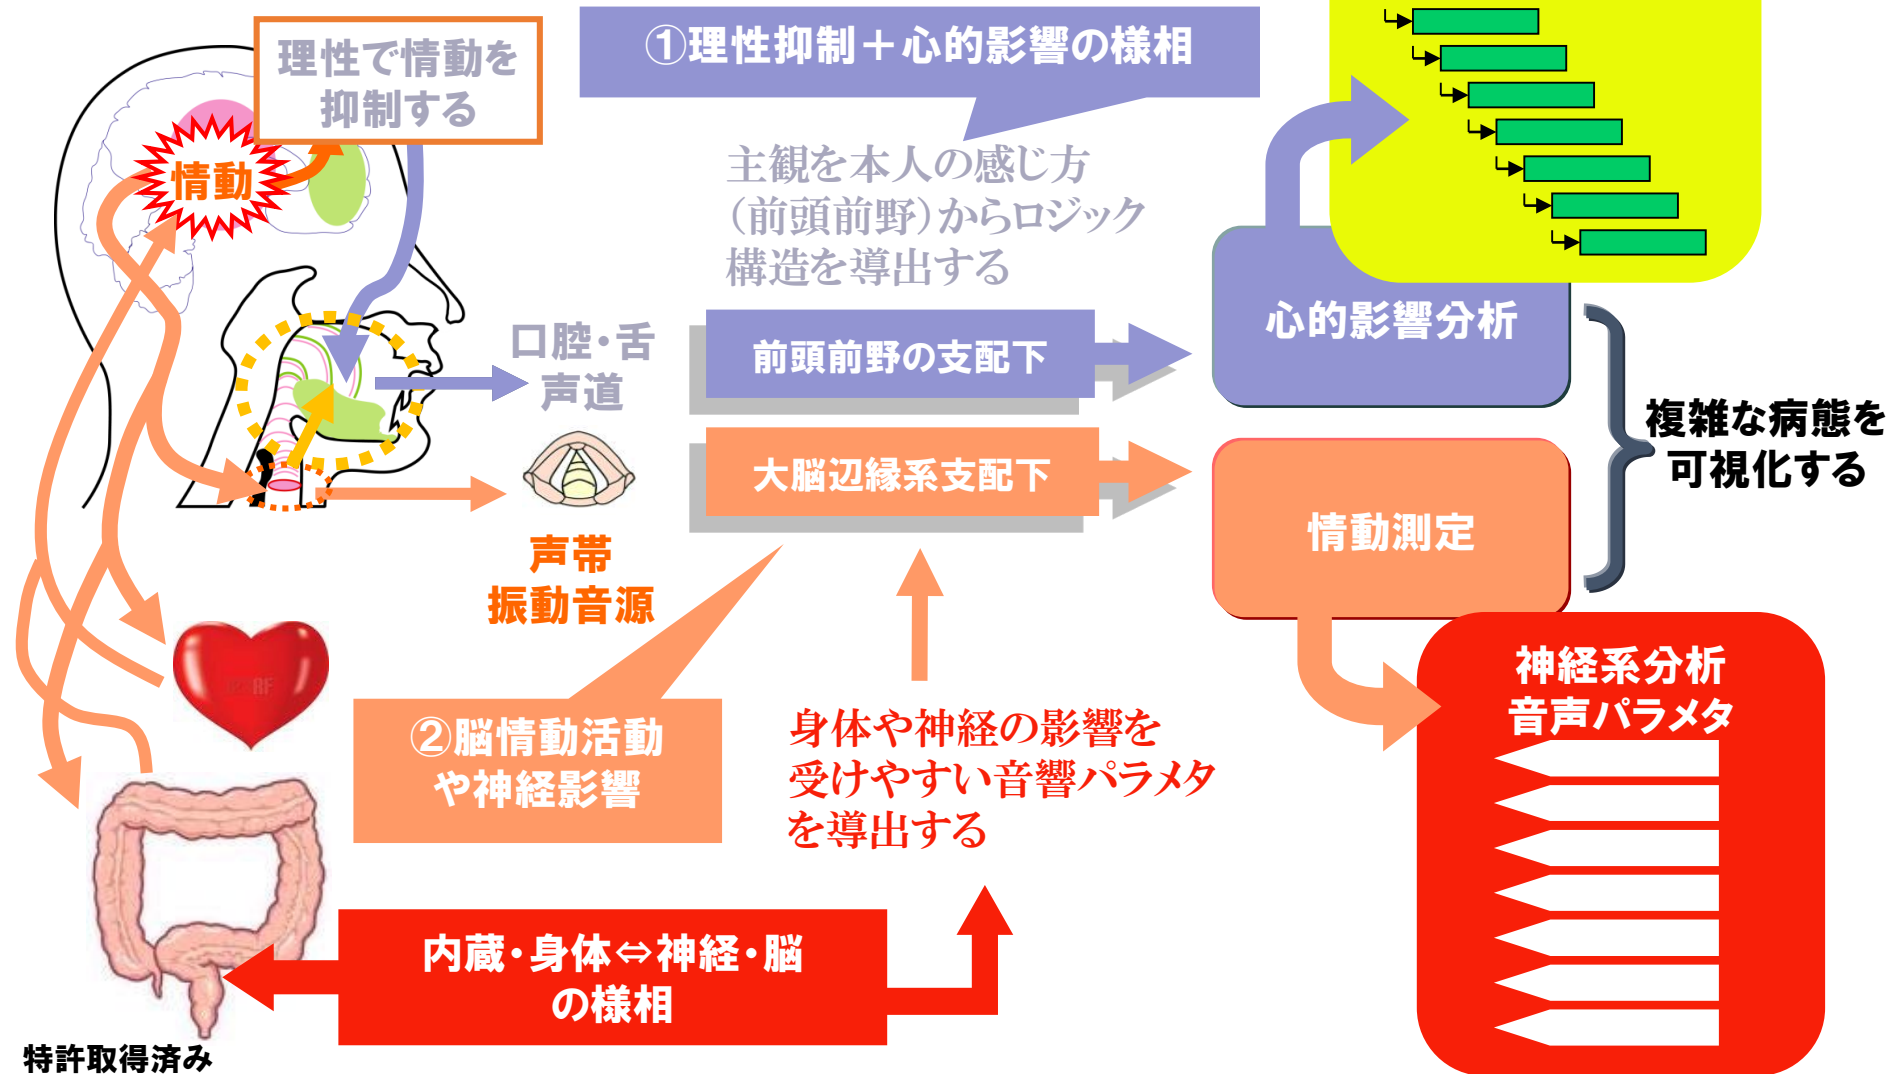 理性で情動を
抑制する
①理性抑制＋心的影響の様相
情動
主観を本人の感じ方
（前頭前野）からロジック
構造を導出する
口腔・舌
声道
前頭前野の支配下
心的影響分析
大脳辺縁系支配下
情動測定
複雑な病態を
可視化する
声帯
振動音源
②脳情動活動
や神経影響
身体や神経の影響を
受けやすい音響パラメタ
を導出する
神経系分析
音声パラメタ
内蔵・身体⇔神経・脳
の様相
特許取得済み